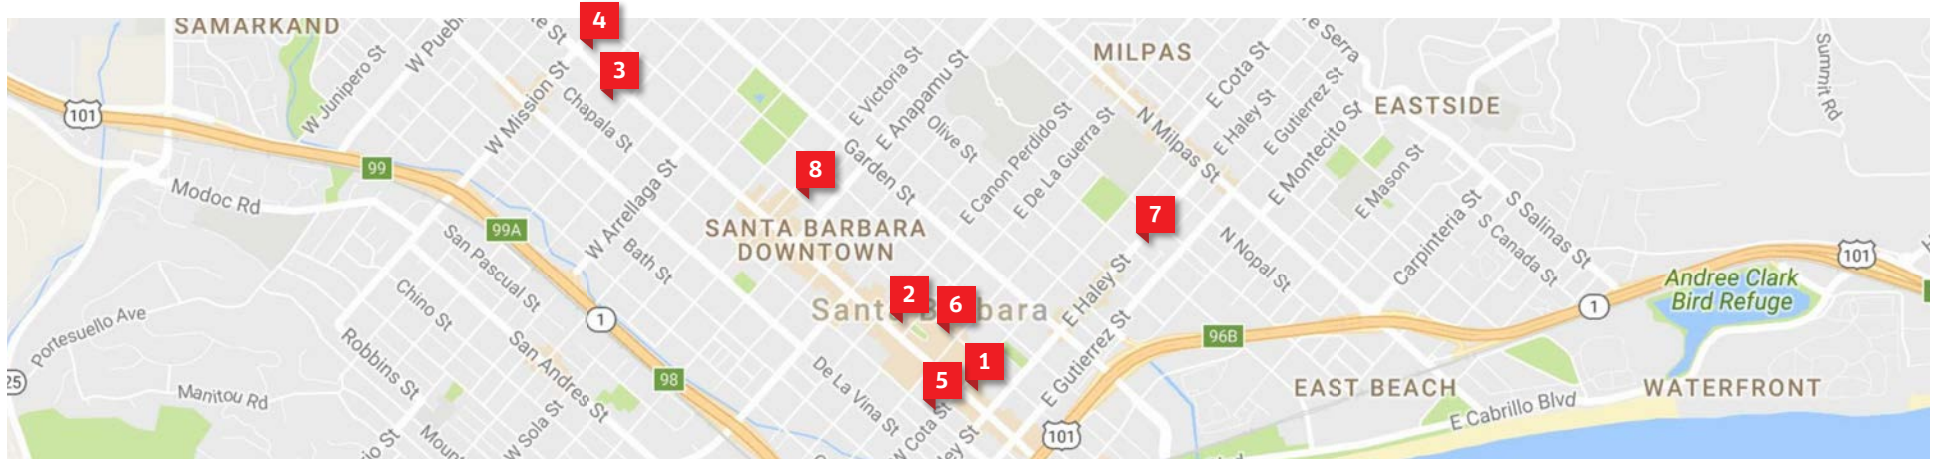 SAMARKAND
4
3
MILPAS
EASTSIDE
W Junipero St
W Mission St
Chapala St
E Victoria St
E Anapamu St
Olive St
E Canon Perdido St
E De La Guerra St
N Milpas St
E Cota St
E Haley St
E Gutierrez St
E Montecito St
E Mason St
Summit Rd
101
99
Modoc Rd
99A
W Arrellaga St
Bath St
8
Garden St
SANTA BARBARA
DOWNTOWN
7
N Nopal St
Carpinteria St
S Salinas St
S Canada St
101
Andree Clark
Bird Refuge
San Pascual St
Chino St
1
2
6
E Haley St
E Gutierrez St
96B
1
Portesuello Ave
Robbins St
San Andres St
98
De La Vina St
5
1
W Cota St
EAST BEACH
WATERFRONT
E Cabrillo Blvd
25
Manitou Rd
W Sola St
101